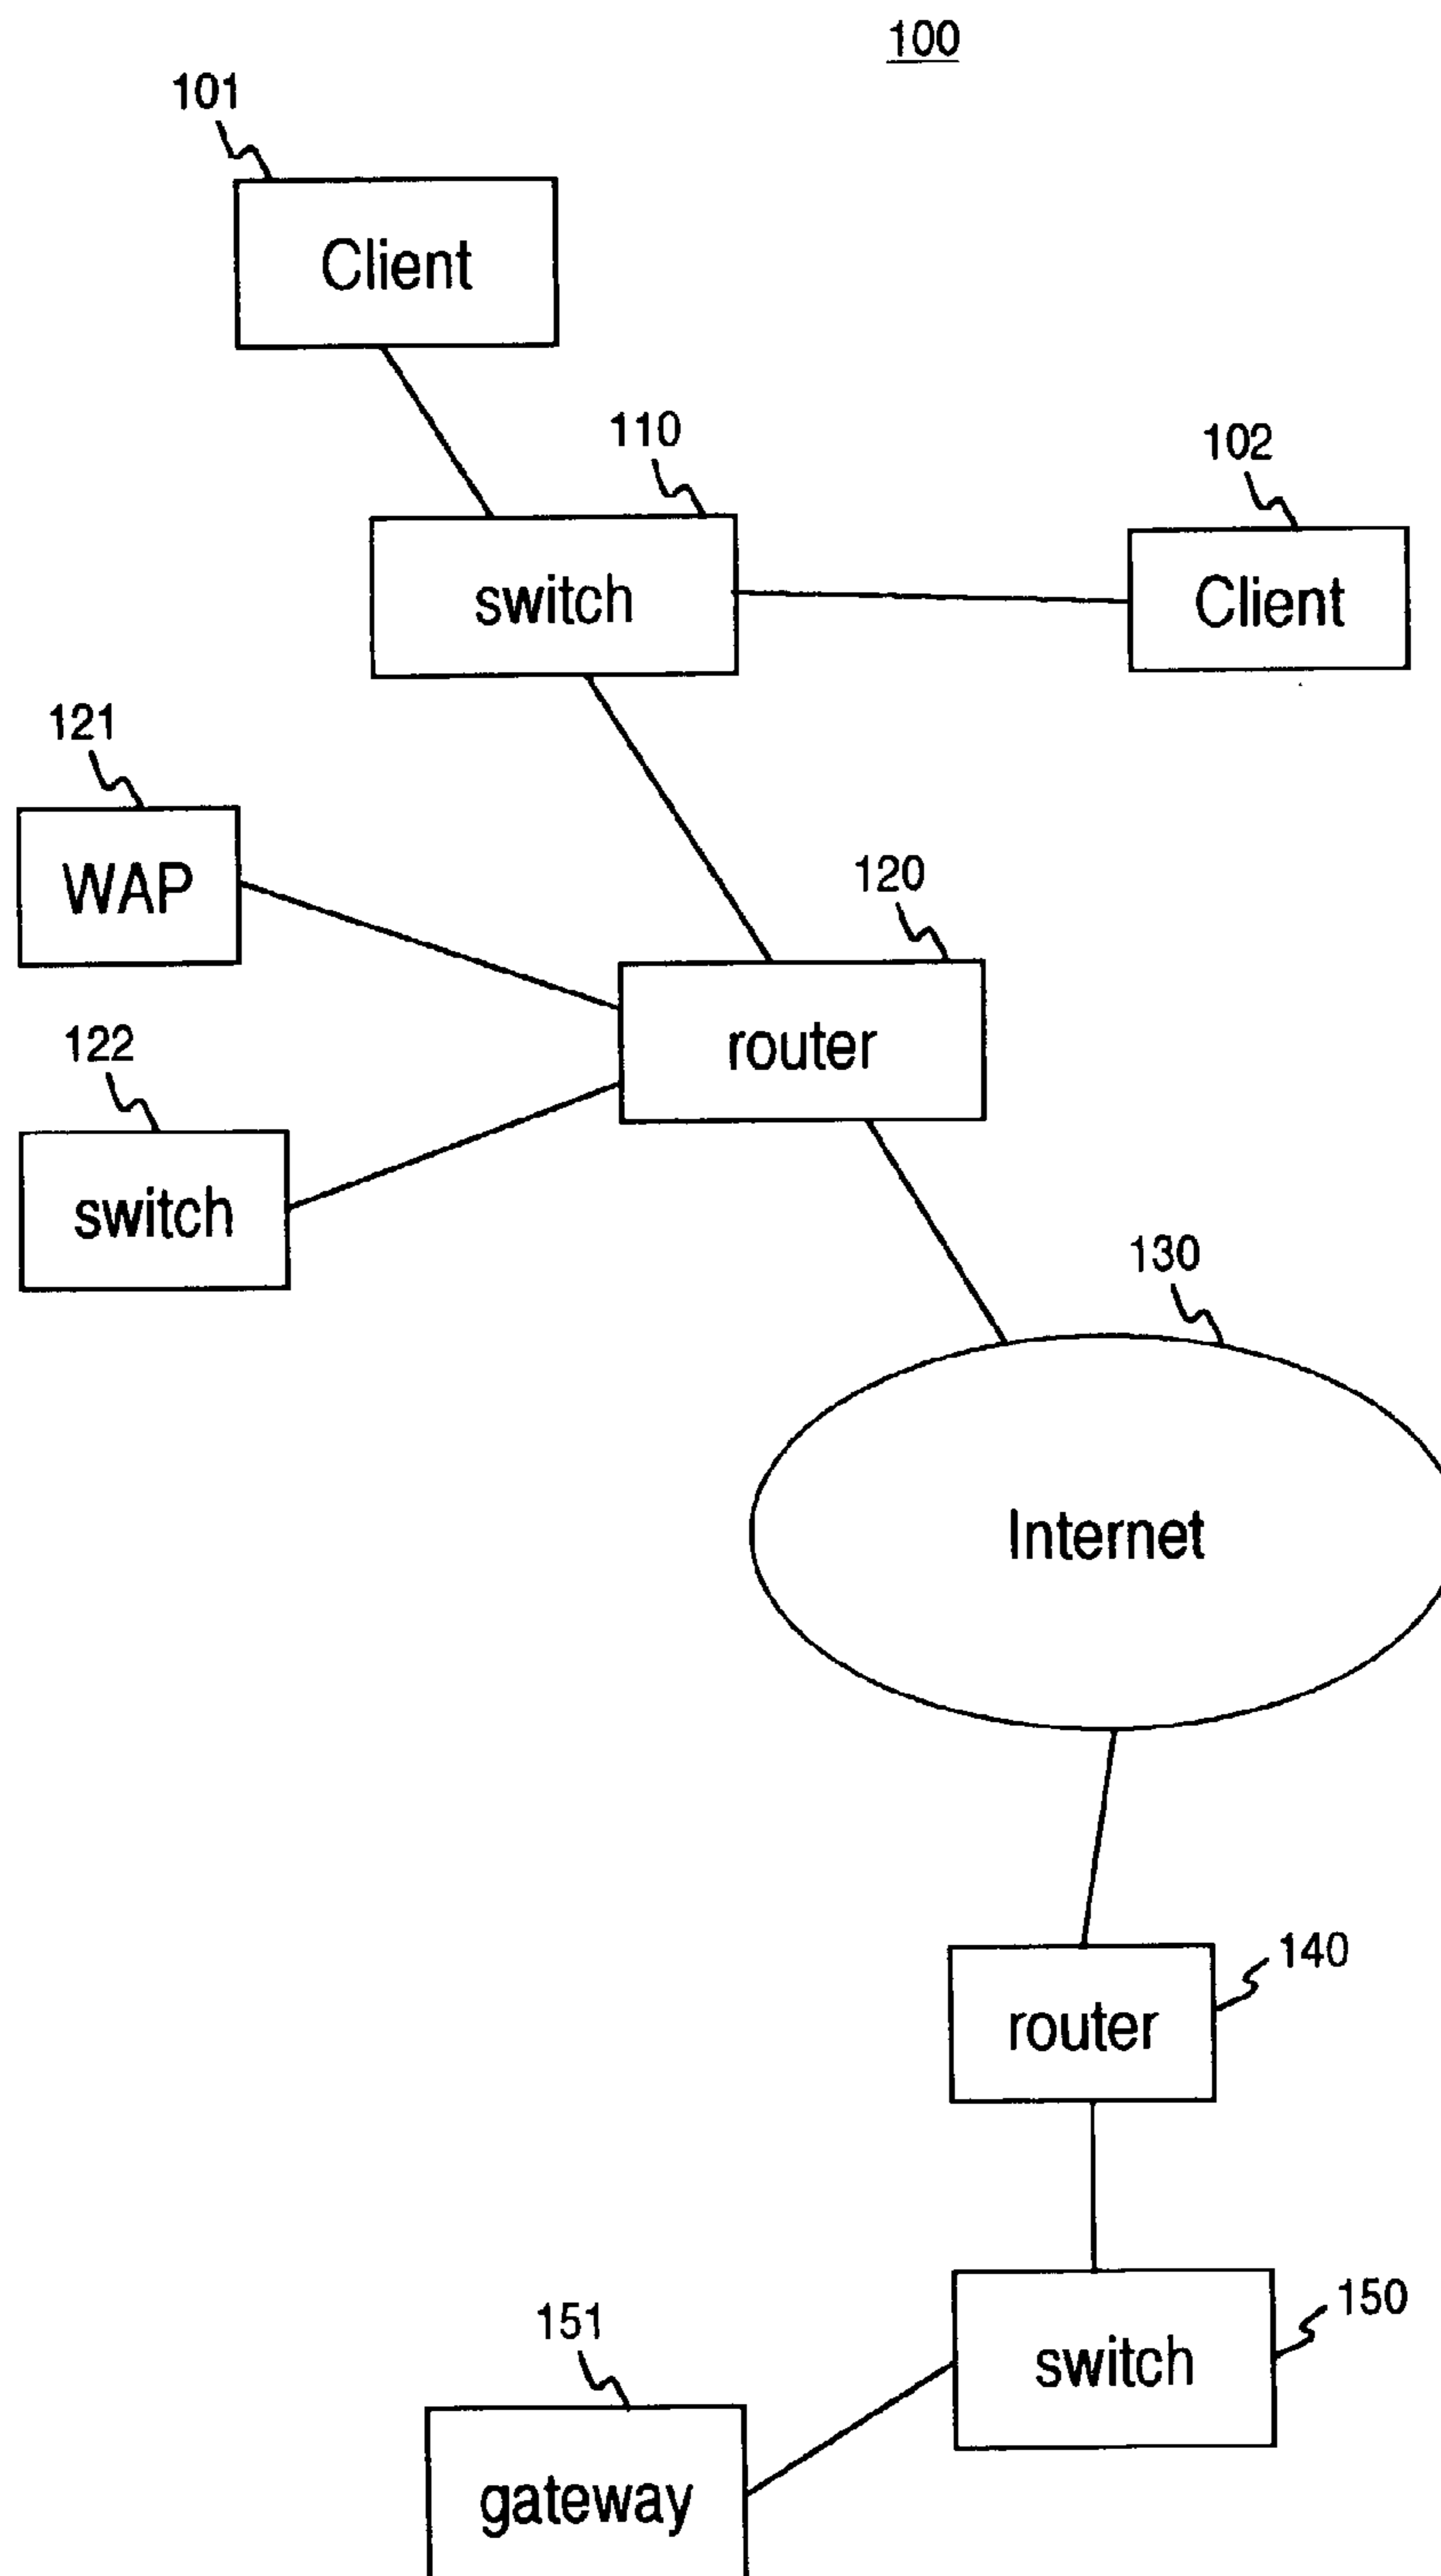 100
101
Client
110
102
switch
Client
121
WAP
120
router
122
switch
130
Internet
140
router
150
switch
151
gateway